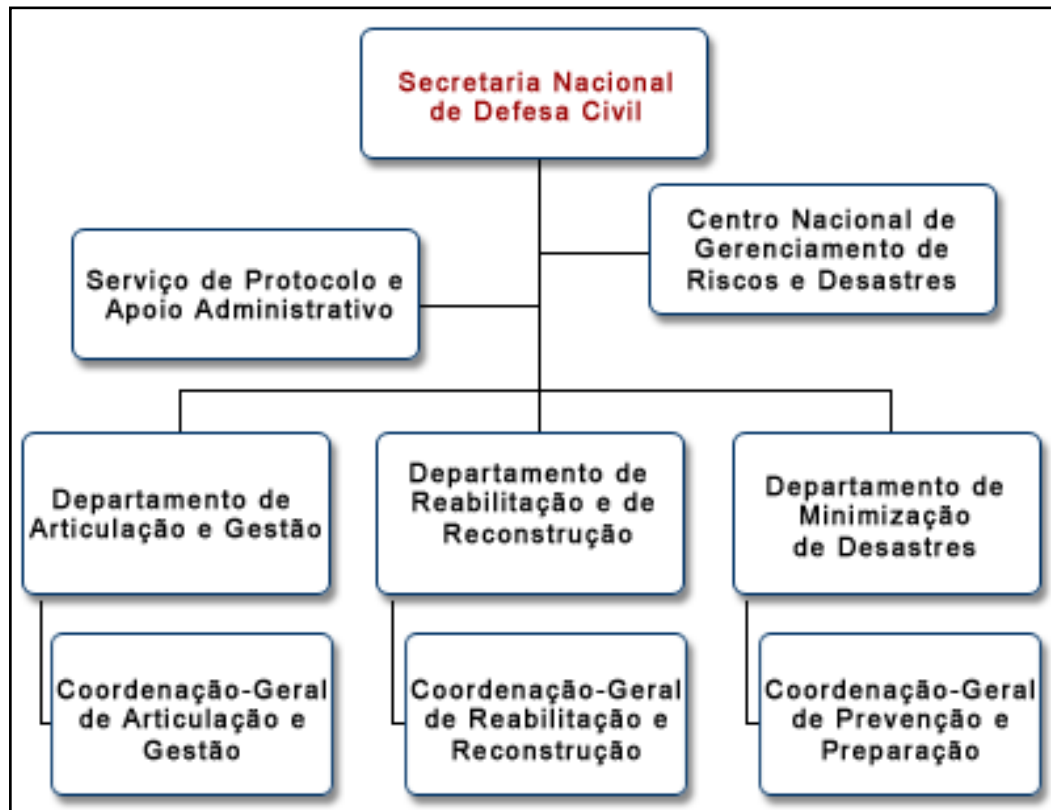 Secretaria Nacional
de Defesa Civil
Centro Nacional de
Gerenciamento de
Riscos e Desastres
Serviço de Protocolo e
Apoio Administrativo
Departamento de
Articulação e Gestão
Departamento de
Reabilitação e de
Reconstrução
Departamento de
Minimização
de Desastres
Coordenação-Geral
de Articulação e
Gestão
Coordenação-Geral
de Reabilitação e
Reconstrução
Coordenação-Geral
de Prevenção e
Preparação